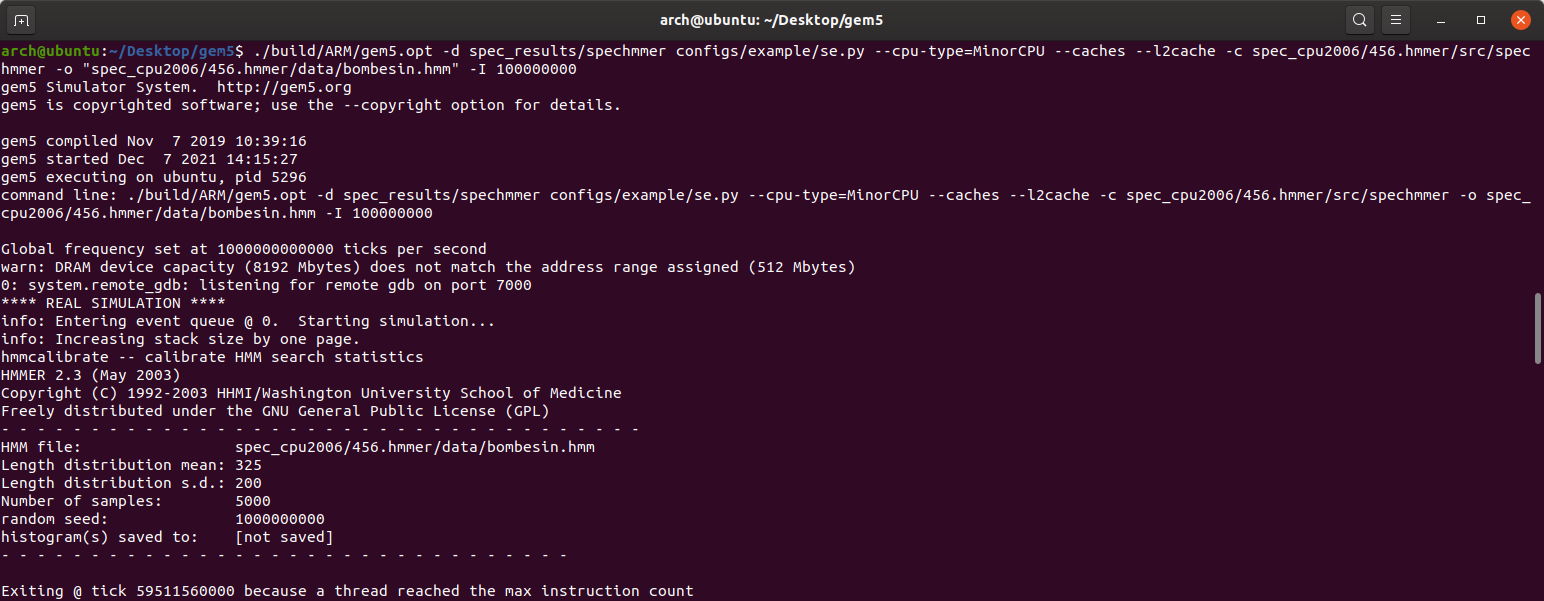 arch@ubuntu: ~/Desktop/gem5
arch@ubuntu:~/Desktop/gem5$ ./build/ARM/gem5.opt -d spec_results/spechmmer configs/example/se.py --cpu-type=MinorCPU --caches --l2cache -c spec_cpu2006/456.hmmer/src/spec
hmmer -o "spec_cpu2006/456.hmmer/data/bombesin.hmm" -I 100000000
gem5 Simulator System.  http://gem5.org
gem5 is copyrighted software; use the --copyright option for details.
gem5 compiled Nov  7 2019 10:39:16
gem5 started Dec  7 2021 14:15:27
gem5 executing on ubuntu, pid 5296
command line: ./build/ARM/gem5.opt -d spec_results/spechmmer configs/example/se.py --cpu-type=MinorCPU --caches --l2cache -c spec_cpu2006/456.hmmer/src/spechmmer -o spec_
cpu2006/456.hmmer/data/bombesin.hmm -I 100000000
Global frequency set at 1000000000000 ticks per second
warn: DRAM device capacity (8192 Mbytes) does not match the address range assigned (512 Mbytes)
0: system.remote_gdb: listening for remote gdb on port 7000
**** REAL SIMULATION ****
info: Entering event queue @ 0.  Starting simulation...
info: Increasing stack size by one page.
hmmcalibrate -- calibrate HMM search statistics
HMMER 2.3 (May 2003)
Copyright (C) 1992-2003 HHMI/Washington University School of Medicine
Freely distributed under the GNU General Public License (GPL)
- - - - - - - - - - - - - - - - - - - - - - - - - - - - - - - - - - - -
HMM file:                 spec_cpu2006/456.hmmer/data/bombesin.hmm
Length distribution mean: 325
Length distribution s.d.: 200
Number of samples:        5000
random seed:              1000000000
histogram(s) saved to:    [not saved]
- - - - - - - - - - - - - - - - - - - - - - - - - - - - - - - -
Exiting @ tick 59511560000 because a thread reached the max instruction count